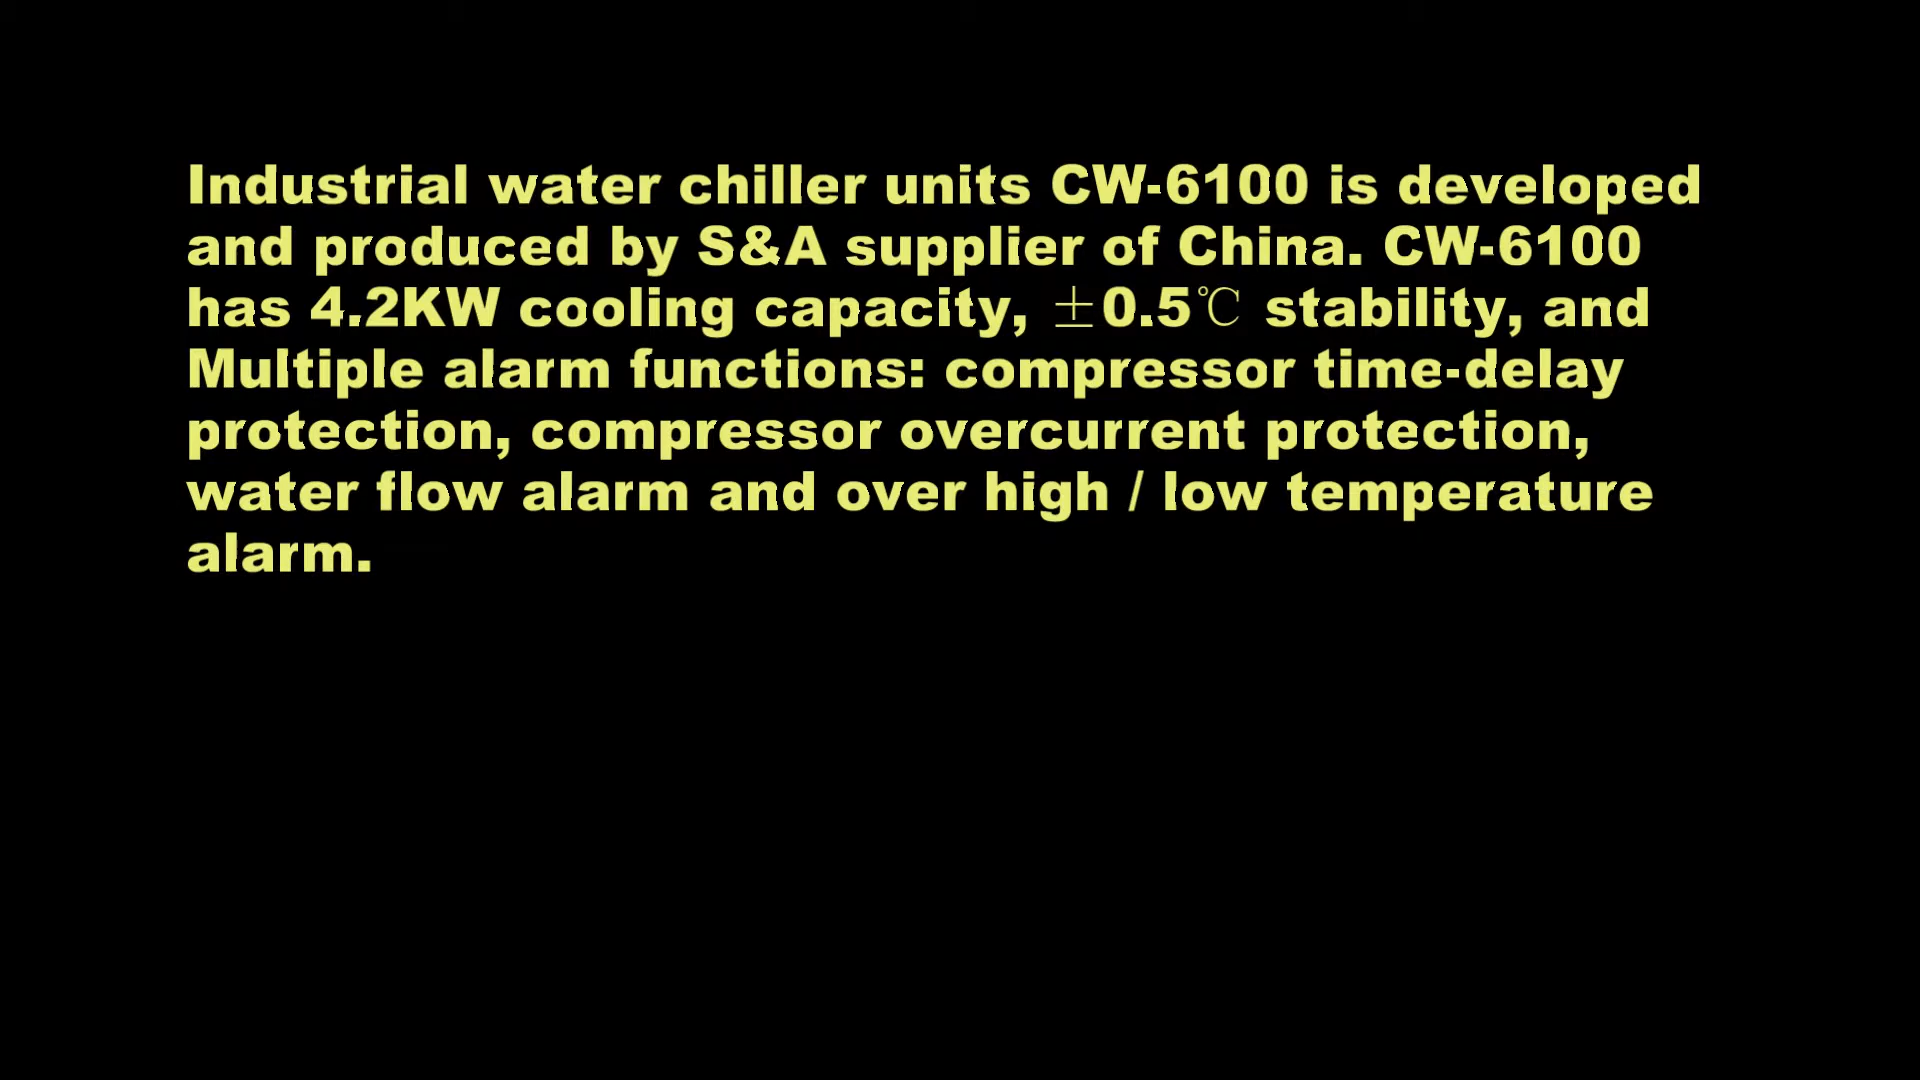 Industrial water chiller units CW-6100 is developed
and produced by S&A supplier of China. CW-6100
has 4.2KW cooling capacity, ±0.5℃ stability, and
Multiple alarm functions: compressor time-delay
protection, compressor overcurrent protection,
water flow alarm and over high / low temperature
alarm.